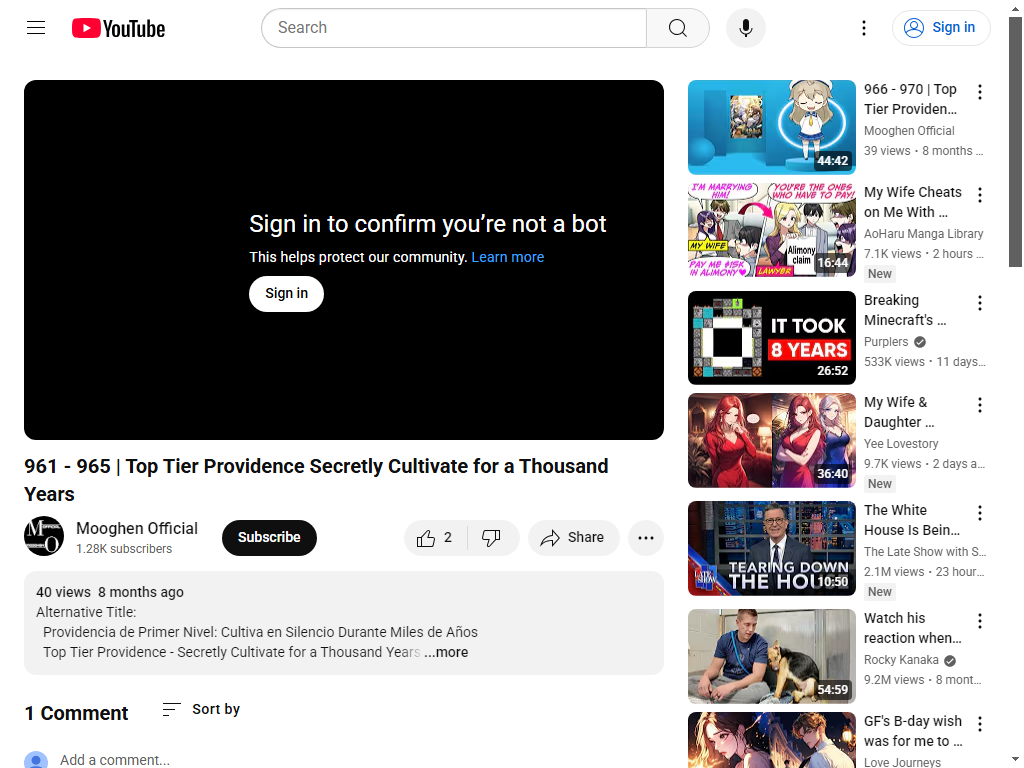 YouTube
Search
Sign in
Sign in to confirm you’re not a bot
This helps protect our community. Learn more
Sign in
961 - 965 | Top Tier Providence Secretly Cultivate for a Thousand
Years
Mooghen Official
1.28K subscribers
Subscribe
2
Share
40 views 8 months ago
Alternative Title:
Providencia de Primer Nivel: Cultiva en Silencio Durante Miles de Años
Top Tier Providence - Secretly Cultivate for a Thousand Years ...more
1 Comment
Sort by
Add a comment...
44:42
966 - 970 | Top
Tier Providen...
Mooghen Official
39 views • 8 months ...
I'M MARRYING
HIM!
YOU'RE THE ONES
WHO HAVE TO PAY!
MY WIFE
Alimony
claim
PAY ME $15K
IN ALIMONY
LAWYER
16:44
My Wife Cheats
on Me With ...
AoHaru Manga Library
7.1K views • 2 hours ...
New
IT TOOK
8 YEARS
26:52
Breaking
Minecraft's ...
Purplers
533K views • 11 days...
36:40
My Wife &
Daughter ...
Yee Lovestory
9.7K views • 2 days a...
New
LATE
TEARING DOWN
THE HOU
10:50
The White
House Is Bein...
The Late Show with S...
2.1M views • 23 hour...
New
54:59
Watch his
reaction when...
Rocky Kanaka
9.2M views • 8 mont...
GF's B-day wish
was for me to ...
Love Journeys